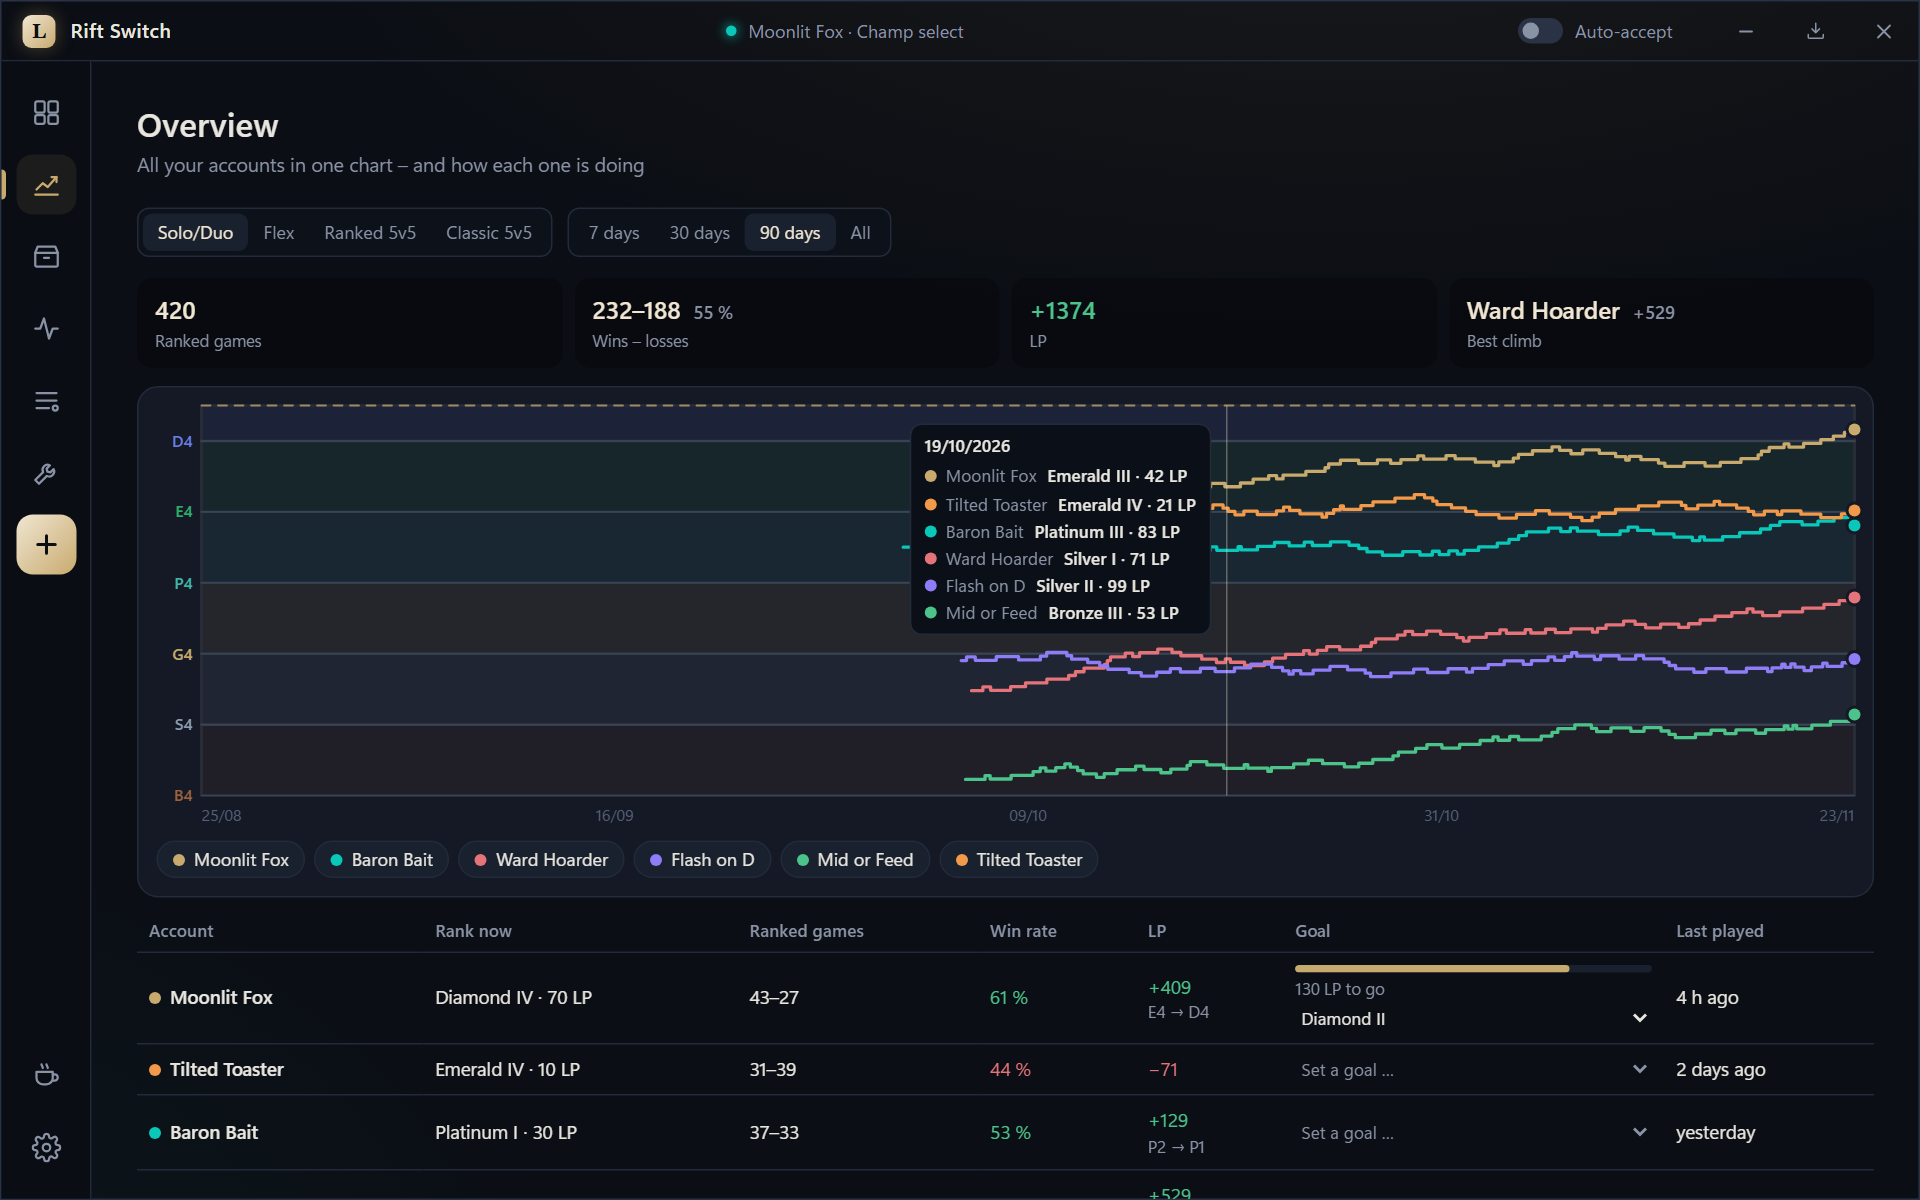 L Rift Switch
Moonlit Fox · Champ select
Auto-accept
Overview
All your accounts in one chart – and how each one is doing
Solo/Duo Flex Ranked 5v5 Classic 5v5
7 days 30 days 90 days All
420
Ranked games
232–188 55 %
Wins – losses
+1374
LP
Ward Hoarder +529
Best climb
D4
E4
P4
G4
S4
B4
19/10/2026
Moonlit Fox Emerald III · 42 LP
Tilted Toaster Emerald IV · 21 LP
Baron Bait Platinum III · 83 LP
Ward Hoarder Silver I · 71 LP
Flash on D Silver II · 99 LP
Mid or Feed Bronze III · 53 LP
25/08 16/09 09/10 31/10 23/11
Moonlit Fox Baron Bait Ward Hoarder Flash on D Mid or Feed Tilted Toaster
Account Rank now Ranked games Win rate LP Goal Last played
Moonlit Fox Diamond IV · 70 LP 43–27 61 % +409 E4 → D4 130 LP to go Diamond II 4 h ago
Tilted Toaster Emerald IV · 10 LP 31–39 44 % −71 Set a goal ... 2 days ago
Baron Bait Platinum I · 30 LP 37–33 53 % +129 P2 → P1 Set a goal ... yesterday
+529